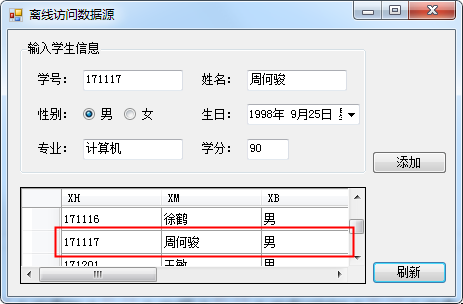 离线访问数据源
输入学生信息
学号： 171117 姓名： 周何骏
性别： 男 女 生日： 1998年 9月25日
专业： 计算机 学分： 90
添加
XH XM XB
171116 徐鹤 男
171117 周何骏 男
171201 王敏 男
刷新